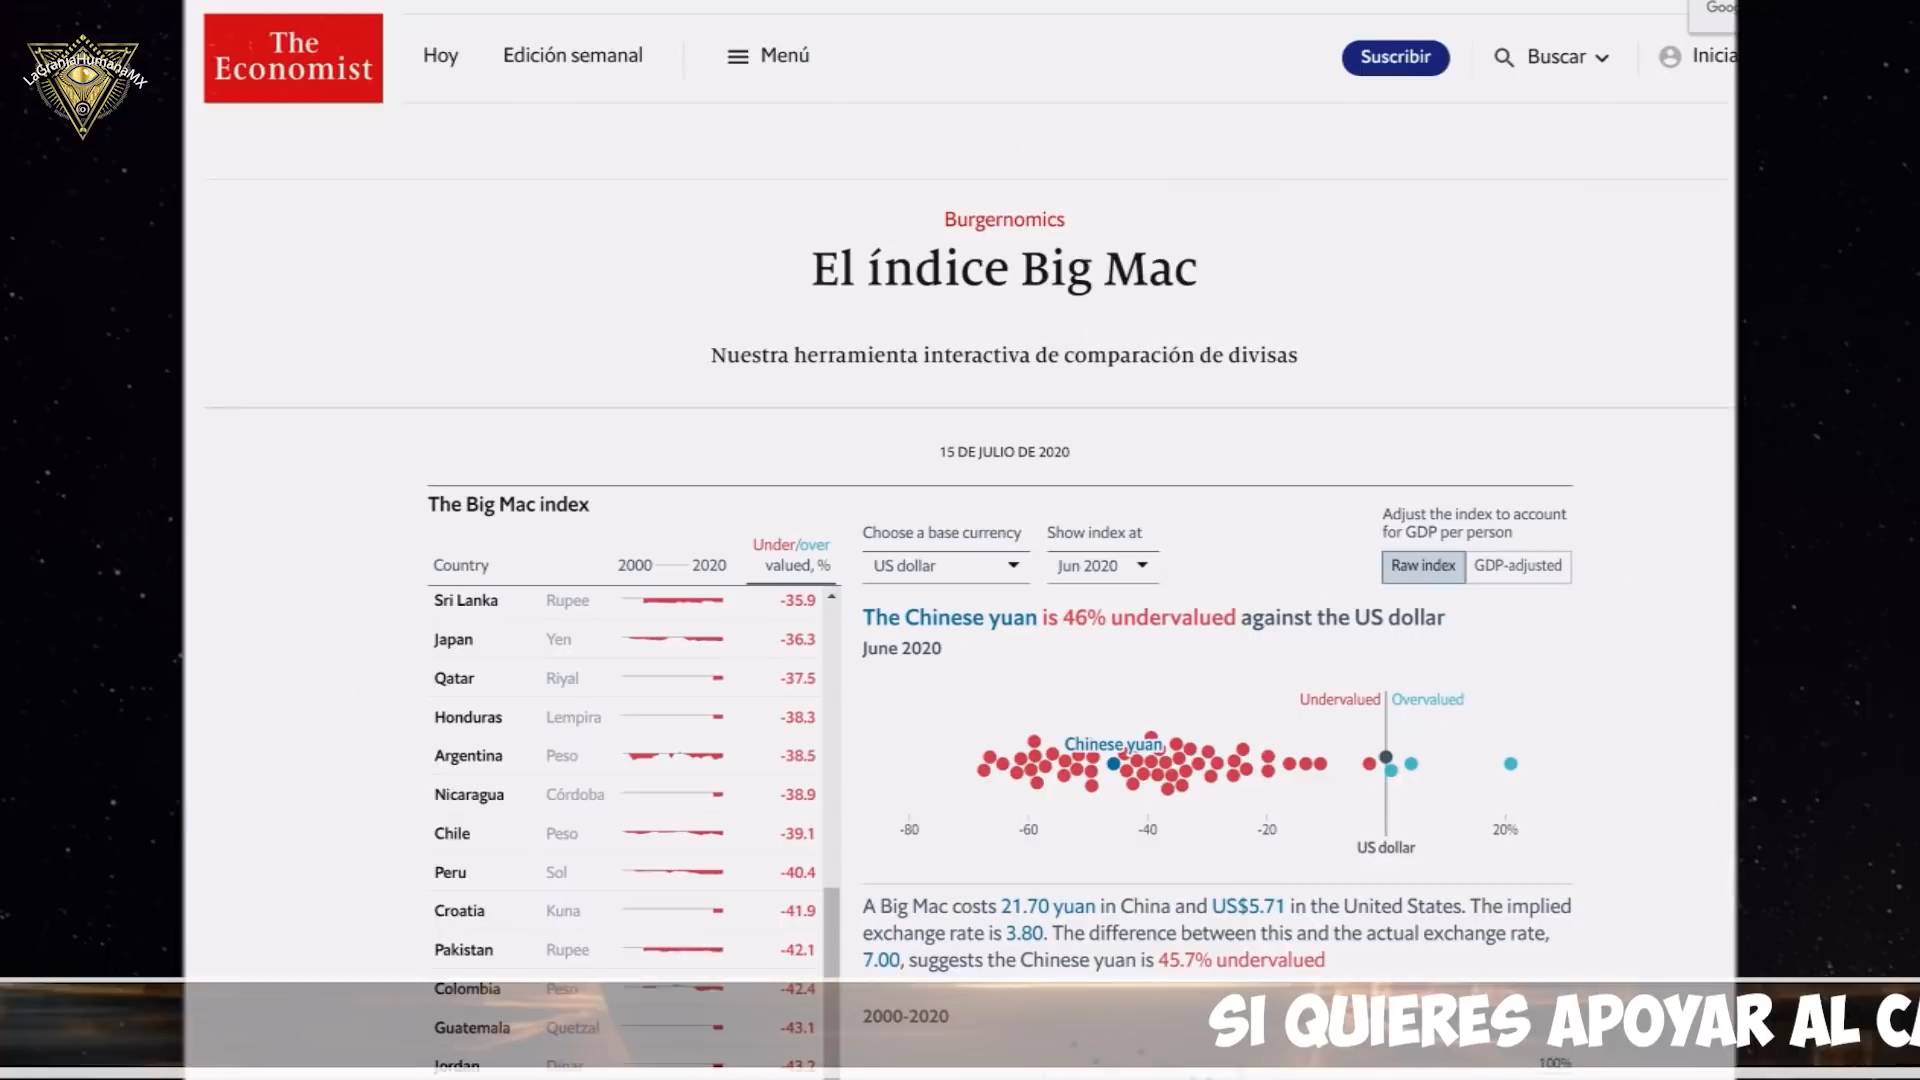 LaGranjaHumanaMX
The
Economist
Hoy
Edición semanal
Menú
Suscribir
Buscar
Burgernomics
El índice Big Mac
Nuestra herramienta interactiva de comparación de divisas
15 DE JULIO DE 2020
The Big Mac index
Country
2000
2020
Under/over
valued, %
Sri Lanka Rupee -35.9
Japan Yen -36.3
Qatar Riyal -37.5
Honduras Lempira -38.3
Argentina Peso -38.5
Nicaragua Córdoba -38.9
Chile Peso -39.1
Peru Sol -40.4
Croatia Kuna -41.9
Pakistan Rupee -42.1
Colombia Peso -42.4
Guatemala Quetzal -43.1
Jordan Dinar -43.2
Choose a base currency
US dollar
Show index at
Jun 2020
Adjust the index to account
for GDP per person
Raw index
GDP-adjusted
The Chinese yuan is 46% undervalued against the US dollar
June 2020
Undervalued
Overvalued
Chinese yuan
-80
-60
-40
-20
20%
US dollar
A Big Mac costs 21.70 yuan in China and US$5.71 in the United States. The implied
exchange rate is 3.80. The difference between this and the actual exchange rate,
7.00, suggests the Chinese yuan is 45.7% undervalued
2000-2020
100%
SI QUIERES APOYAR AL